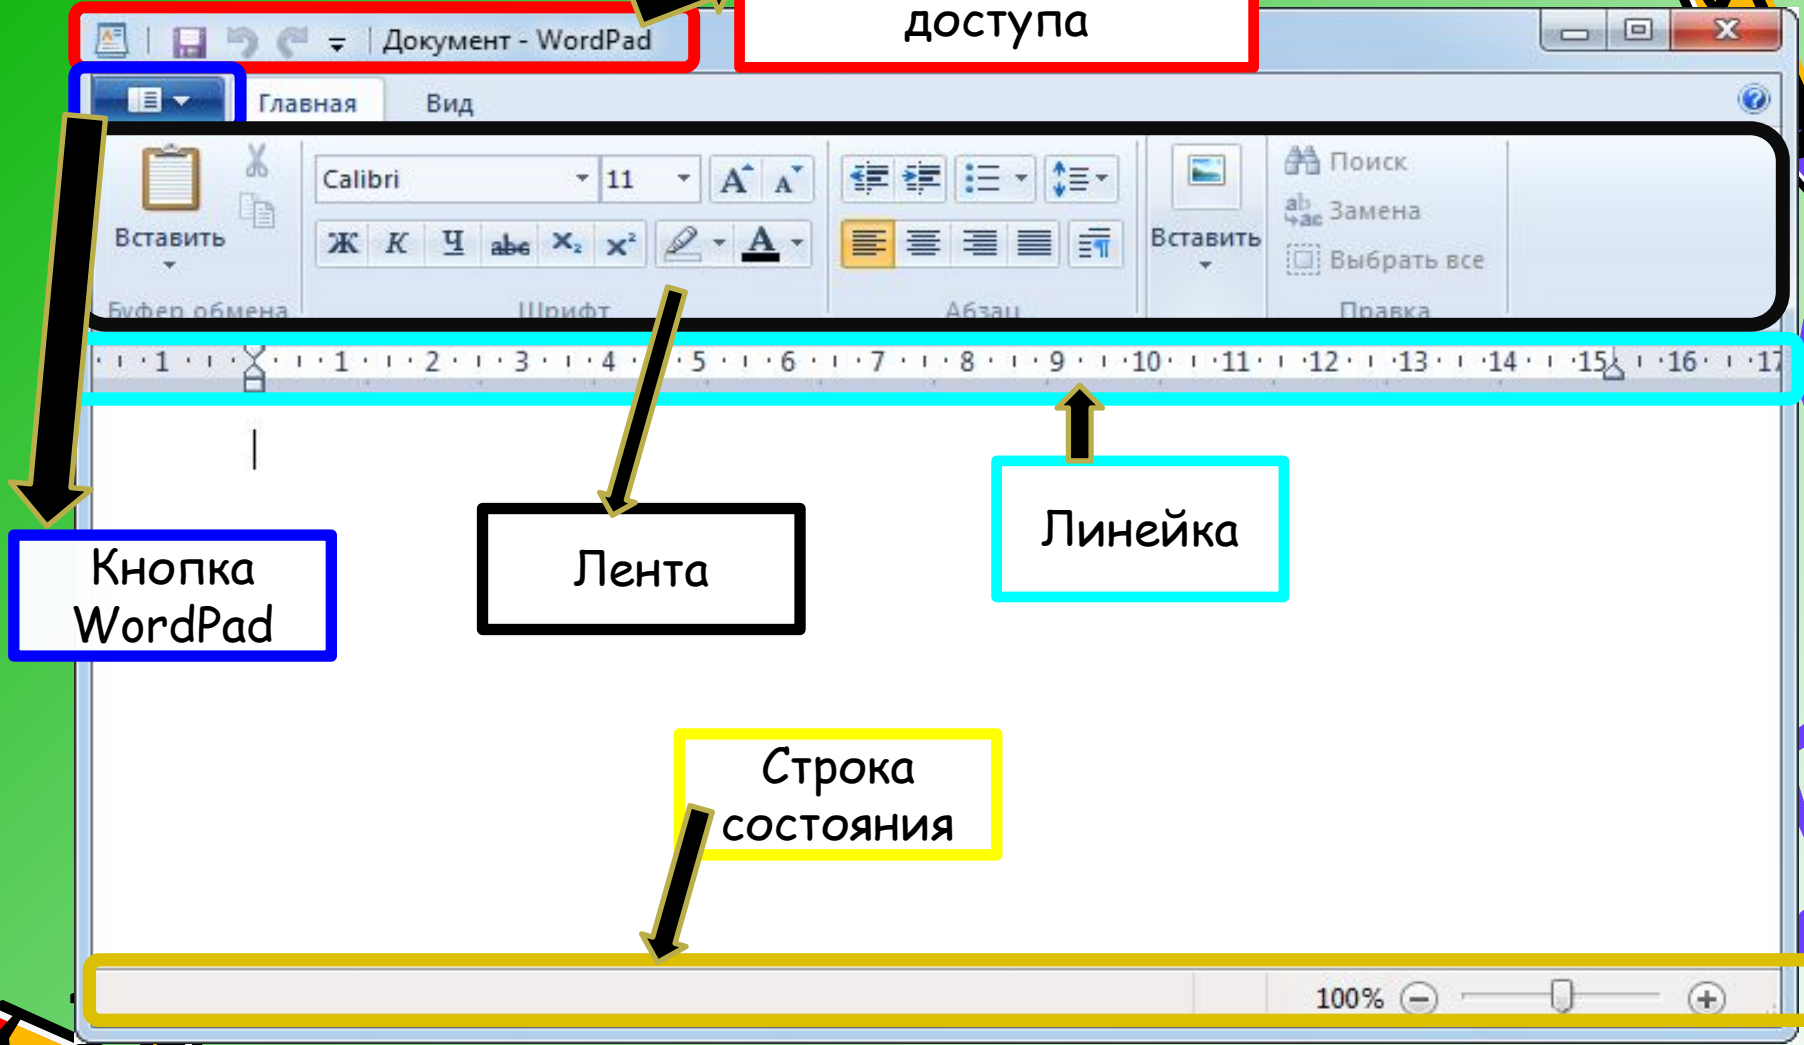 доступа
Документ - WordPad
Главная Вид
Calibri 11 A A
Поиск
Замена
Вставить
Ж К Ч abc X₂ X² A
Вставить
Выбрать все
Буфер обмена Шрифт Абзац Правка
1 1 2 3 4 5 6 7 8 9 10 11 12 13 14 15 16 17
Линейка
Лента
Кнопка
WordPad
Строка
состояния
100%